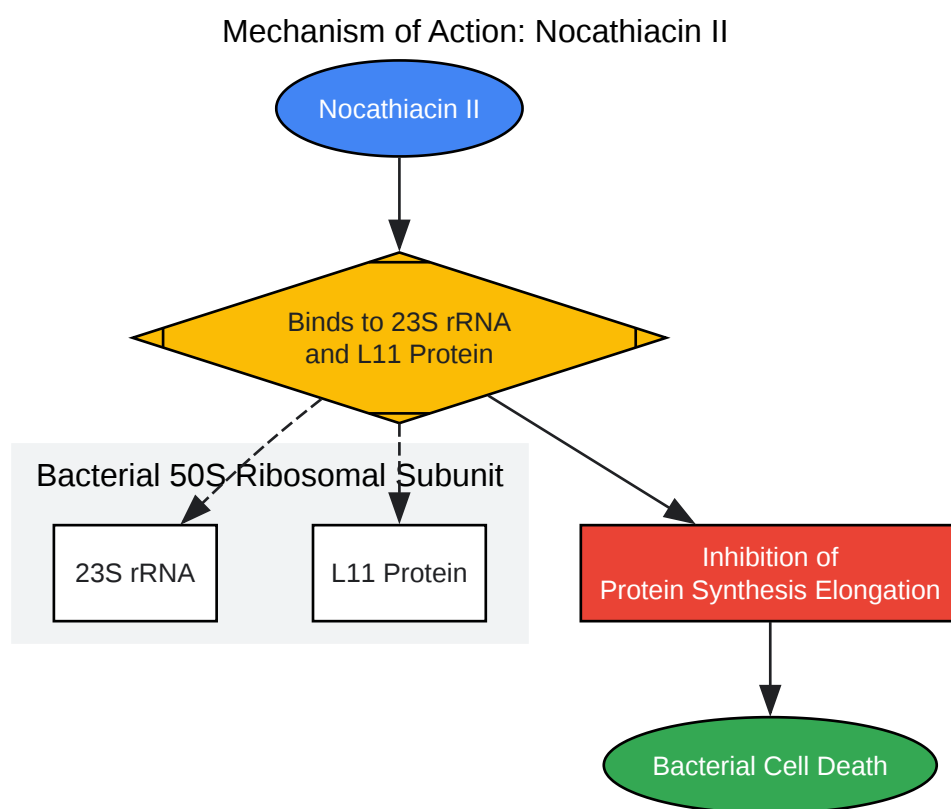 Mechanism of Action: Nocathiacin II
Nocathiacin II
Binds to 23S rRNA
and L11 Protein
Bacterial 50S Ribosomal Subunit
23S rRNA
L11 Protein
Inhibition of
Protein Synthesis Elongation
Bacterial Cell Death